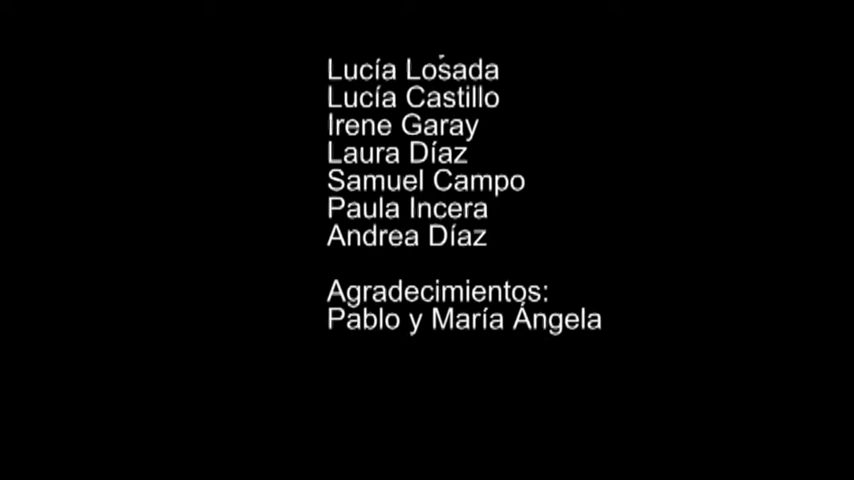 Lucía Losada
Lucía Castillo
Irene Garay
Laura Díaz
Samuel Campo
Paula Incera
Andrea Díaz
Agradecimientos:
Pablo y María Ángela